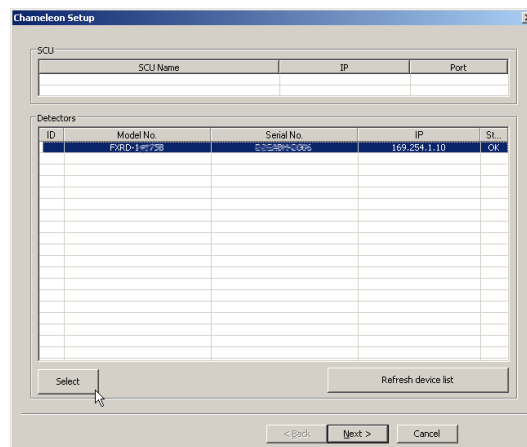 Chameleon Setup
SCU
SCU Name IP Port
Detectors
ID Model No. Serial No. IP St...
169.254.1.10 OK
Select Refresh device list
< Back Next > Cancel